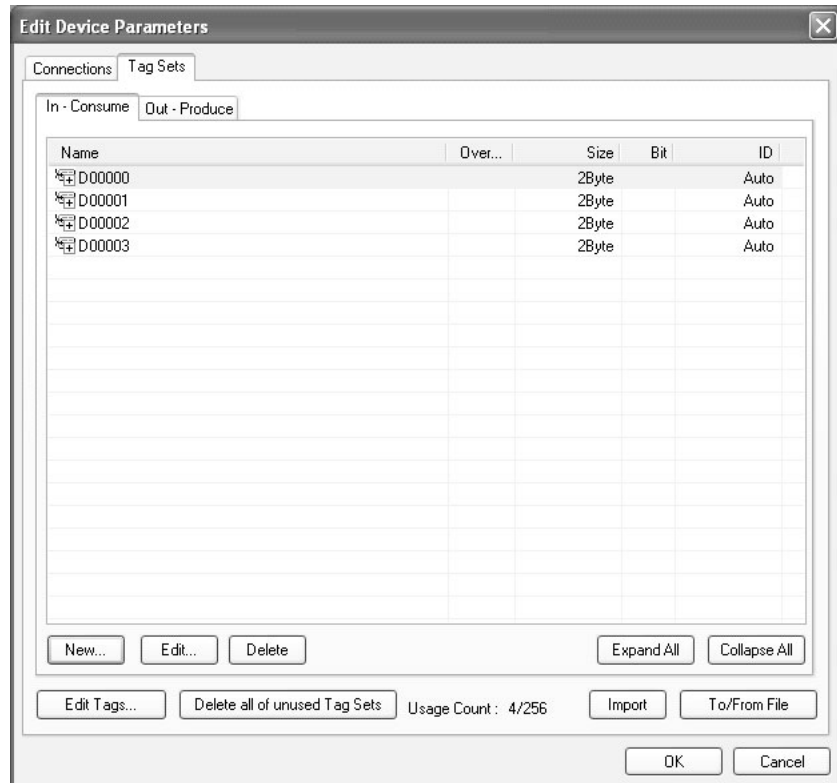 Edit Device Parameters
Connections Tag Sets
In - Consume Out - Produce
Name Over... Size Bit ID
D00000 2Byte Auto
D00001 2Byte Auto
D00002 2Byte Auto
D00003 2Byte Auto
New... Edit... Delete Expand All Collapse All
Edit Tags... Delete all of unused Tag Sets Usage Count : 4/256 Import To/From File
OK Cancel